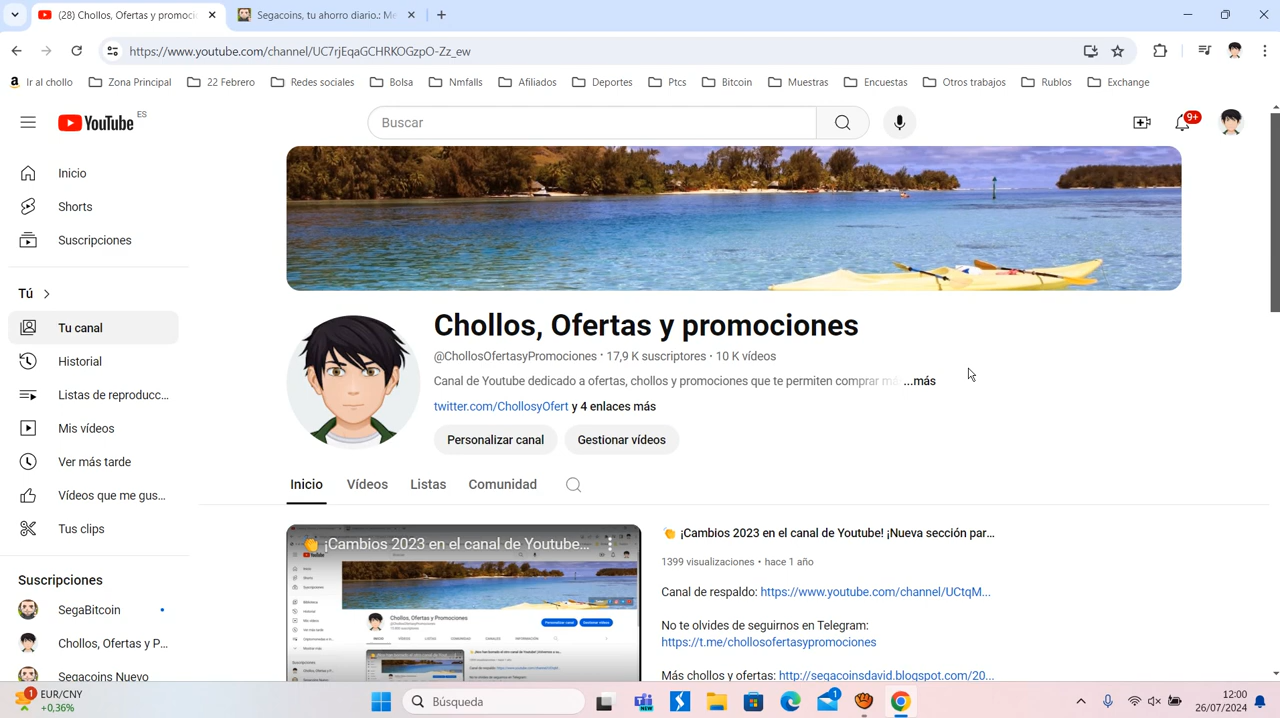 (28) Chollos, Ofertas y promoci
Segacoins, tu ahorro diario.: Me
https://www.youtube.com/channel/UC7rjEqaGCHRKOGzpO-Zz_ew
Ir al chollo
Zona Principal
22 Febrero
Redes sociales
Bolsa
Nmfalls
Afiliados
Deportes
Ptcs
Bitcoin
Muestras
Encuestas
Otros trabajos
Rublos
Exchange
YouTube ES
Buscar
9+
Inicio
Shorts
Suscripciones
Tú
Tu canal
Historial
Listas de reproducc...
Mis vídeos
Ver más tarde
Vídeos que me gus...
Tus clips
Suscripciones
SegaBitcoin
Chollos, Ofertas y P...
Segacoins Nuevo
Chollos, Ofertas y promociones
@ChollosOfertasyPromociones · 17,9 K suscriptores · 10 K vídeos
Canal de Youtube dedicado a ofertas, chollos y promociones que te permiten comprar má ...más
twitter.com/ChollosyOfert y 4 enlaces más
Personalizar canal
Gestionar vídeos
Inicio
Vídeos
Listas
Comunidad
¡Cambios 2023 en el canal de Youtube...
Chollos, Ofertas y Promociones
¡Cambios 2023 en el canal de Youtube! ¡Nueva sección par...
1399 visualizaciones • hace 1 año
Canal de respaldo: https://www.youtube.com/channel/UCtqM...
No te olvides de seguirnos en Telegram:
https://t.me/chollosofertasypromociones
Más chollos y ofertas: http://segacoinsdavid.blogspot.com/20...
1
EUR/CNY
+0,36%
Búsqueda
NEW
1
12:00
26/07/2024